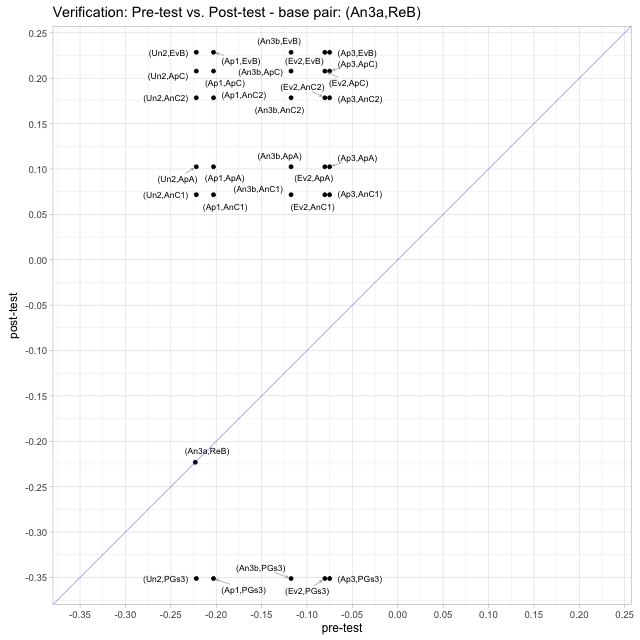 Verification: Pre-test vs. Post-test - base pair: (An3a,ReB)
0.25
(An3b,EvB)
(Un2,EvB)
(Ap1,EvB)
(Ev2,EvB)
(Ap3,EvB)
(Ap3,ApC)
0.20
(Un2,ApC)
(An3b,ApC)
(Ap1,ApC)
(Ev2,ApC)
(Ev2,AnC2)
(Un2,AnC2)
(Ap1,AnC2)
(Ap3,AnC2)
(An3b,AnC2)
0.15
(An3b,ApA)
(Ap3,ApA)
0.10
(Un2,ApA)
(Ap1,ApA)
(Ev2,ApA)
(An3b,AnC1)
(Un2,AnC1)
(Ap3,AnC1)
(Ap1,AnC1)
(Ev2,AnC1)
0.05
0.00
-0.05
-0.10
-0.15
-0.20
(An3a,ReB)
-0.25
-0.30
(An3b,PGs3)
-0.35
(Un2,PGs3)
(Ap3,PGs3)
(Ap1,PGs3)
(Ev2,PGs3)
post-test
-0.35
-0.30
-0.25
-0.20
-0.15
-0.10
-0.05
0.00
0.05
0.10
0.15
0.20
0.25
pre-test